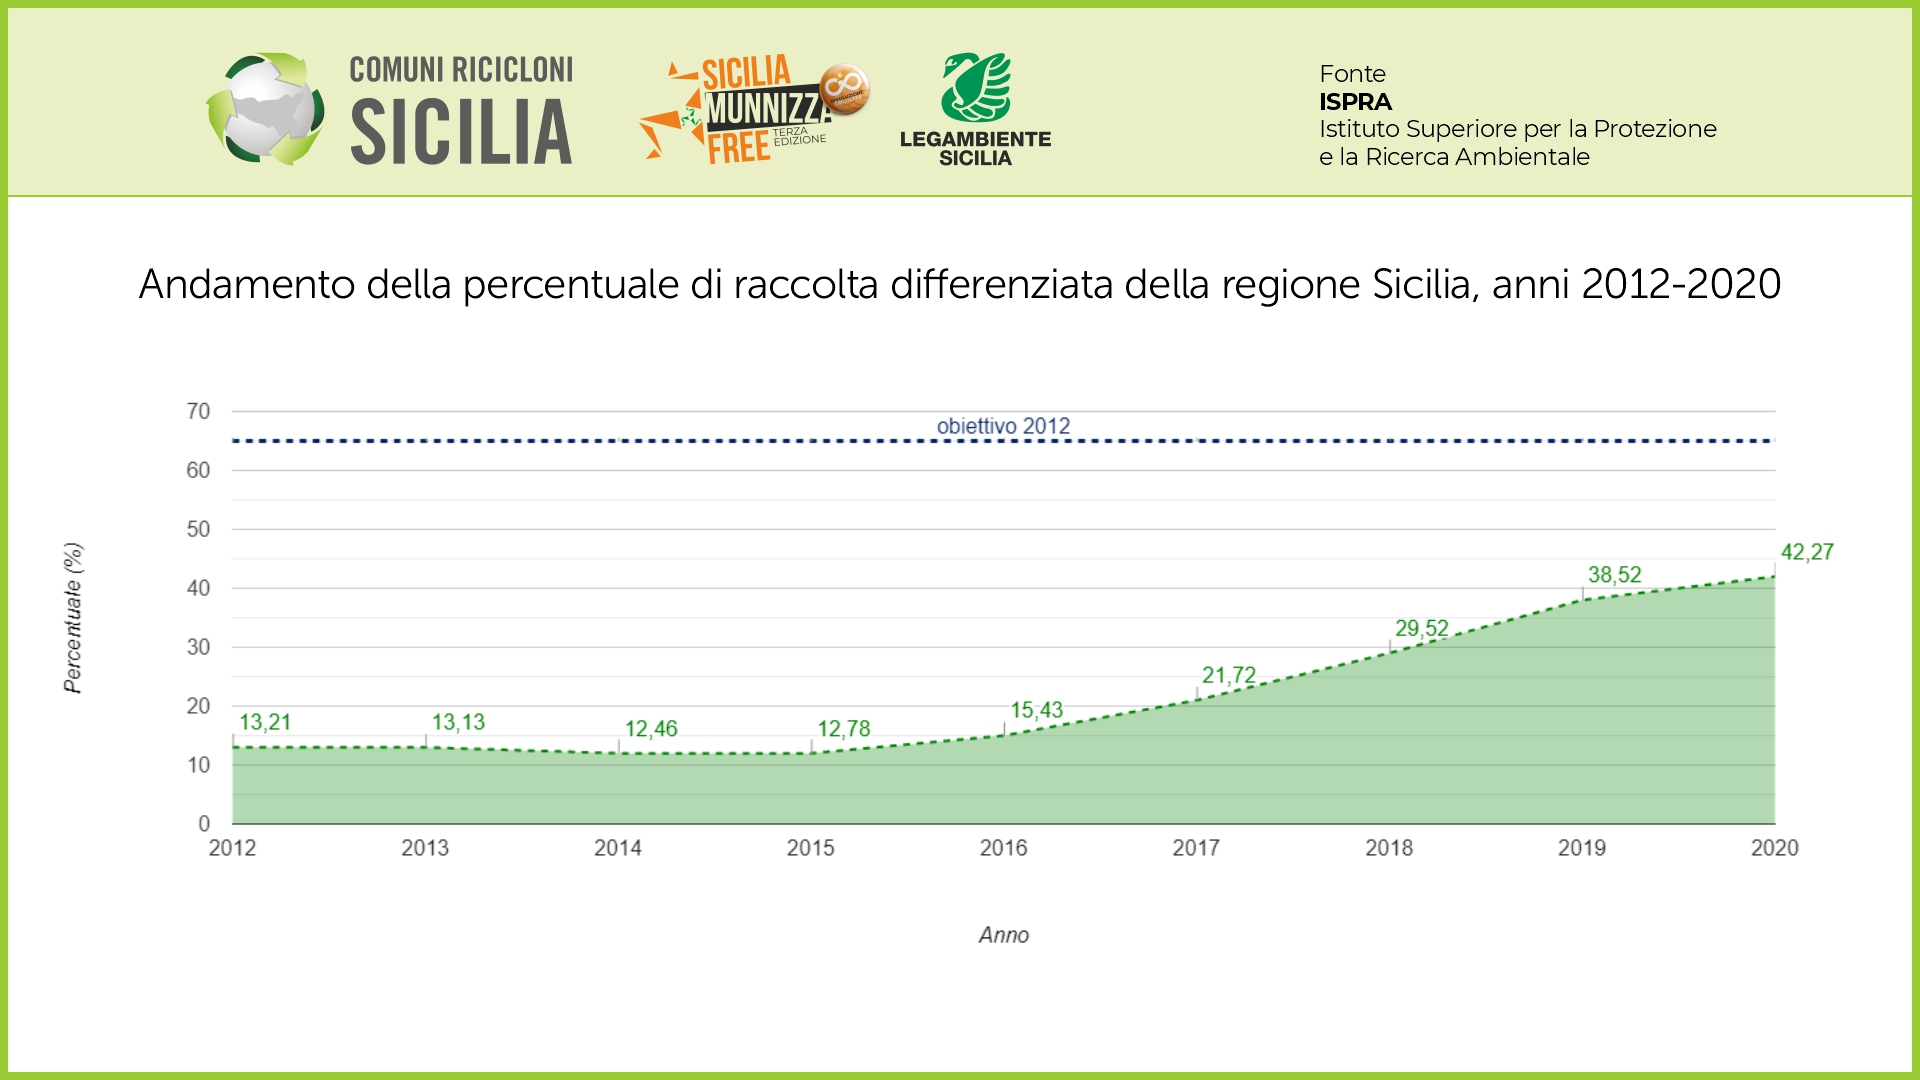 COMUNI RICICLONI
SICILIA
SICILIA
MUNNIZZA
FREE
TERZA
EDIZIONE
LEGAMBIENTE
SICILIA
Fonte
ISPRA
Istituto Superiore per la Protezione
e la Ricerca Ambientale
Andamento della percentuale di raccolta differenziata della regione Sicilia, anni 2012-2020
Percentuale (%)
70
60
50
40
30
20
10
0
obiettivo 2012
13,21
13,13
12,46
12,78
15,43
21,72
29,52
38,52
42,27
2012
2013
2014
2015
2016
2017
2018
2019
2020
Anno